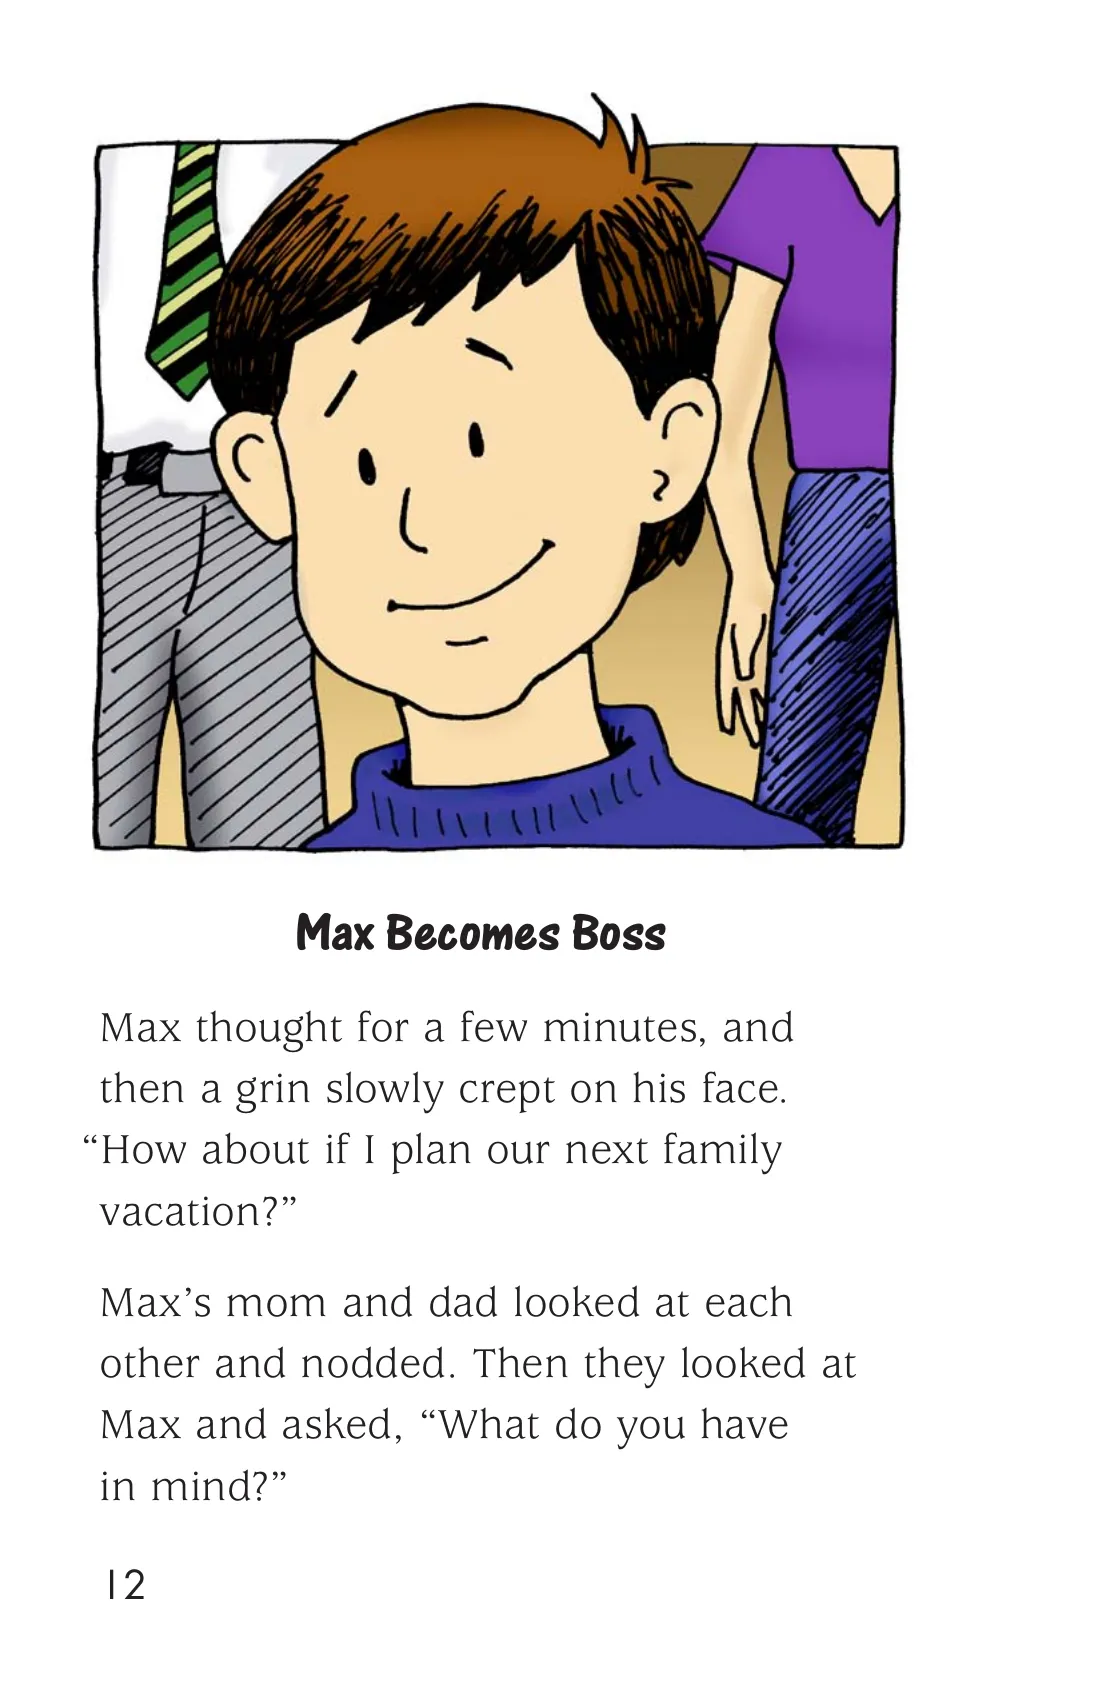 Max Becomes Boss
Max thought for a few minutes, and
then a grin slowly crept on his face.
“How about if I plan our next family
vacation?”
Max’s mom and dad looked at each
other and nodded. Then they looked at
Max and asked, “What do you have
in mind?”
12